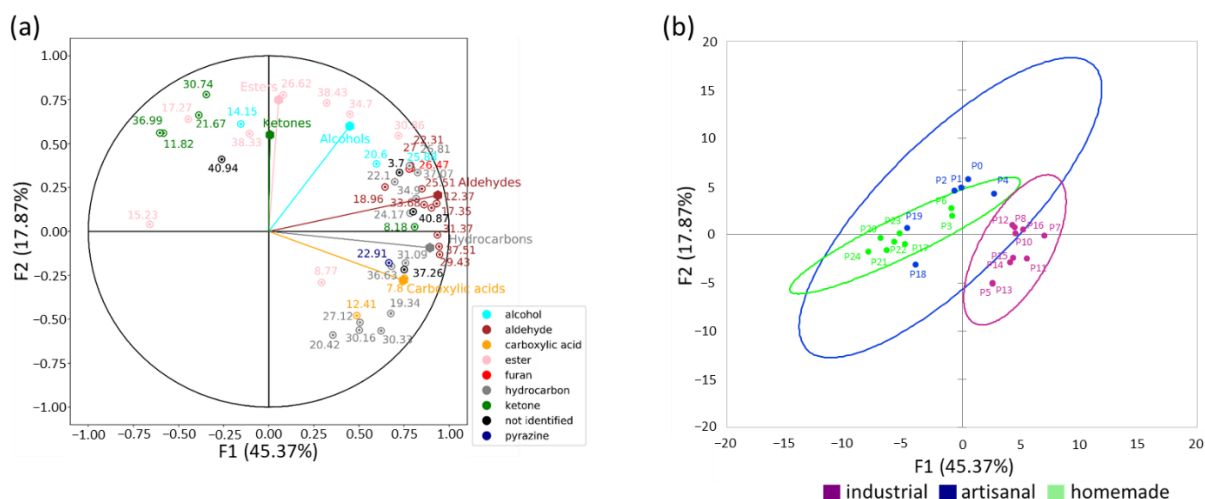 (a)
(b)
F2 (17.87%)
1.00
0.75
0.50
0.25
0.00
−0.25
−0.50
−0.75
−1.00
30.74
Esters
26.62
38.43
34.7
17.27
14.15
36.99
21.67
Ketones
Alcohols
11.82
38.33
40.94
20.6
3.7
22.31
27
26.47
37.07
22.1
25.51
Aldehydes
34.9
12.37
18.96
33.68
17.35
24.17
40.87
15.23
8.18
31.37
Hydrocarbons
37.51
22.91
31.09
29.43
36.63
37.26
8.77
7.8
Carboxylic acids
12.41
19.34
27.12
20.42
30.16
30.33
alcohol
aldehyde
carboxylic acid
ester
furan
hydrocarbon
ketone
not identified
pyrazine
−1.00 −0.75 −0.50 −0.25 0.00 0.25 0.50 0.75 1.00
F1 (45.37%)
F2 (17.87%)
20
15
10
5
0
−5
−10
−15
−20
P0
P2 P1
P4
P6
P3
P19
P23
P20
P22 P17
P24
P21
P18
P12 P8
P16
P7
P10
P15
P14
P11
P5 P13
−20 −15 −10 −5 0 5 10 15 20
F1 (45.37%)
industrial artisanal homemade